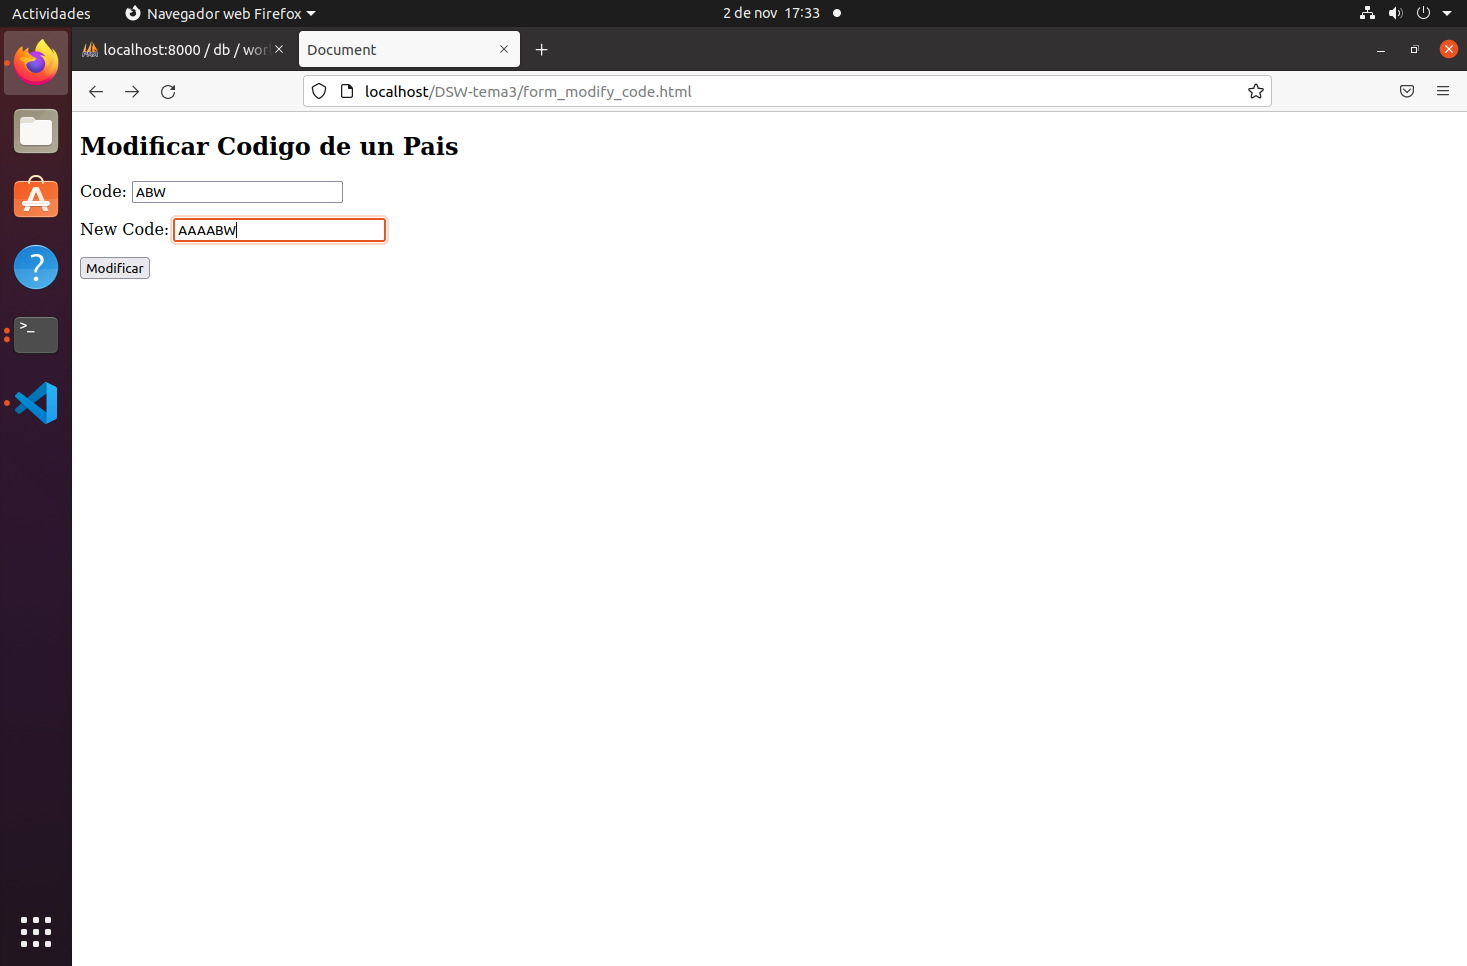 Actividades
Navegador web Firefox
2 de nov 17:33
localhost:8000 / db / wor
Document
localhost/DSW-tema3/form_modify_code.html
Modificar Codigo de un Pais
Code: ABW
New Code: AAAABW
Modificar